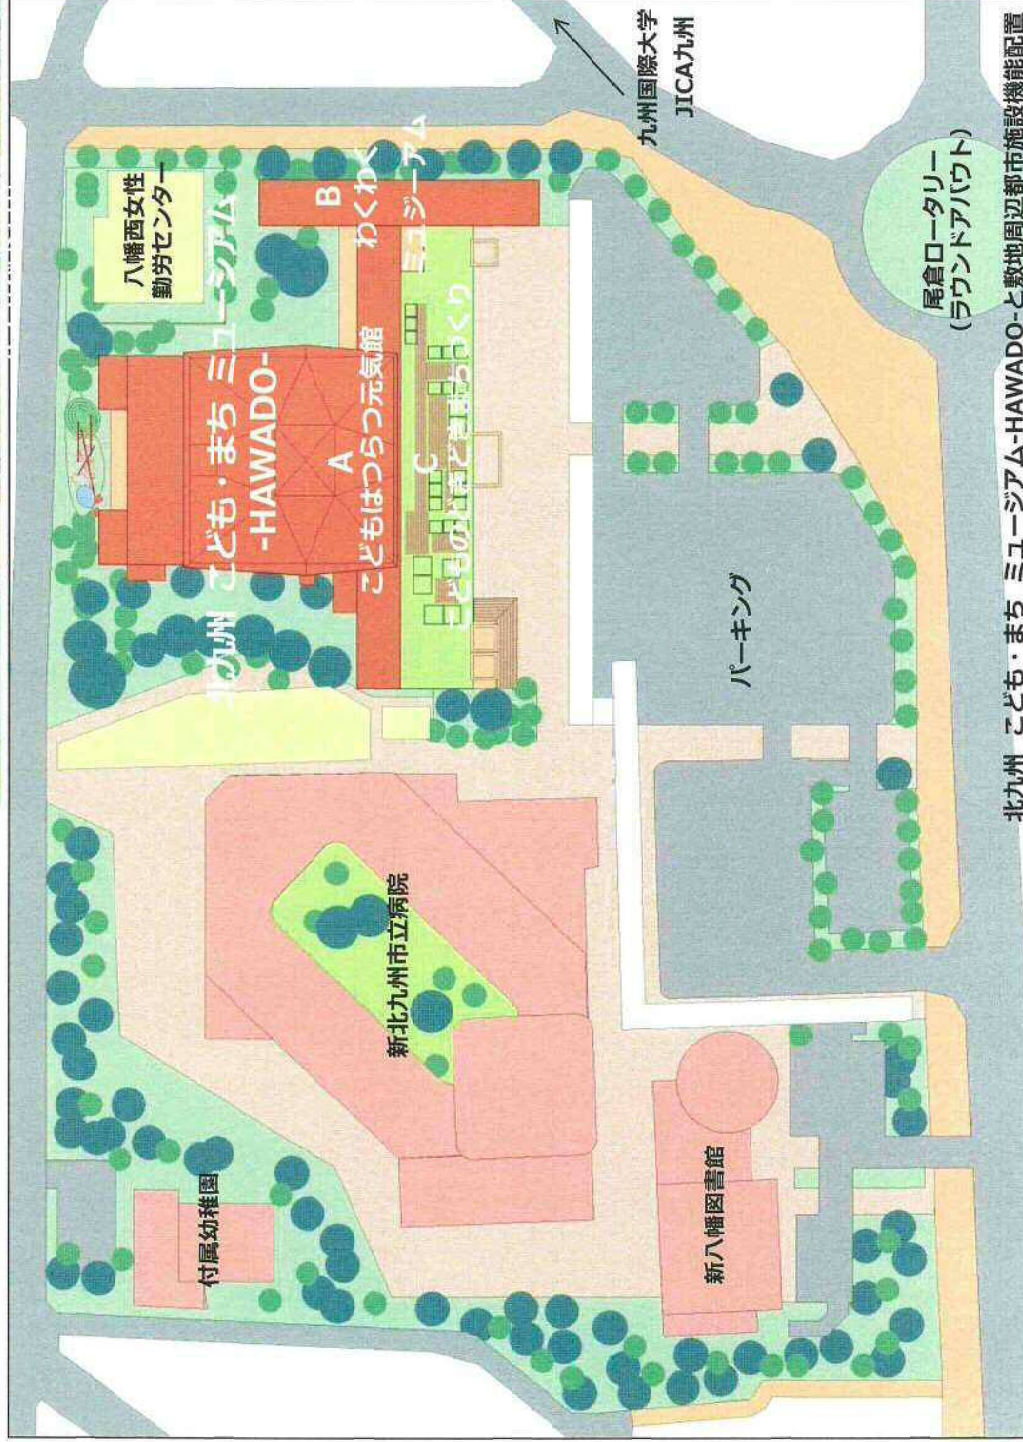 八幡西女性
勤労センター
北九州 こども・まち ミュージアム
-HAWADO-
A
こどもはつらつ元気館
B
わくわく
ミュージアム
C
こどものどきどきまちつくり
九州国際大学
JICA九州
尾倉ロータリー
(ラウンドアバウト)
パーキング
新北九州市立病院
付属幼稚園
新八幡図書館
北九州 こども・まち ミュージアム-HAWADO-と敷地周辺都市施設機能配置